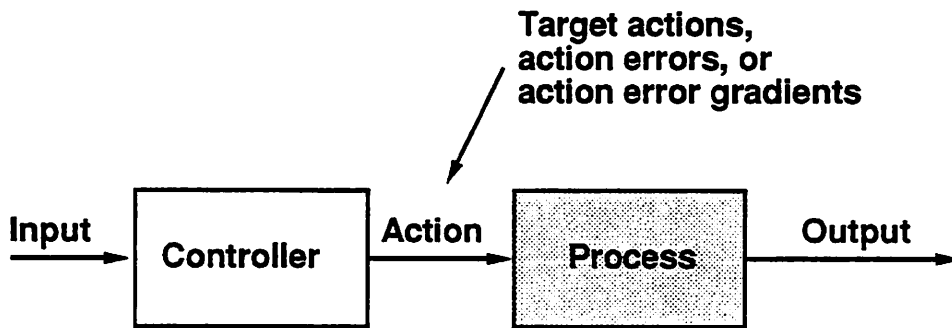 Target actions,
action errors, or
action error gradients
Input
Controller
Action
Process
Output